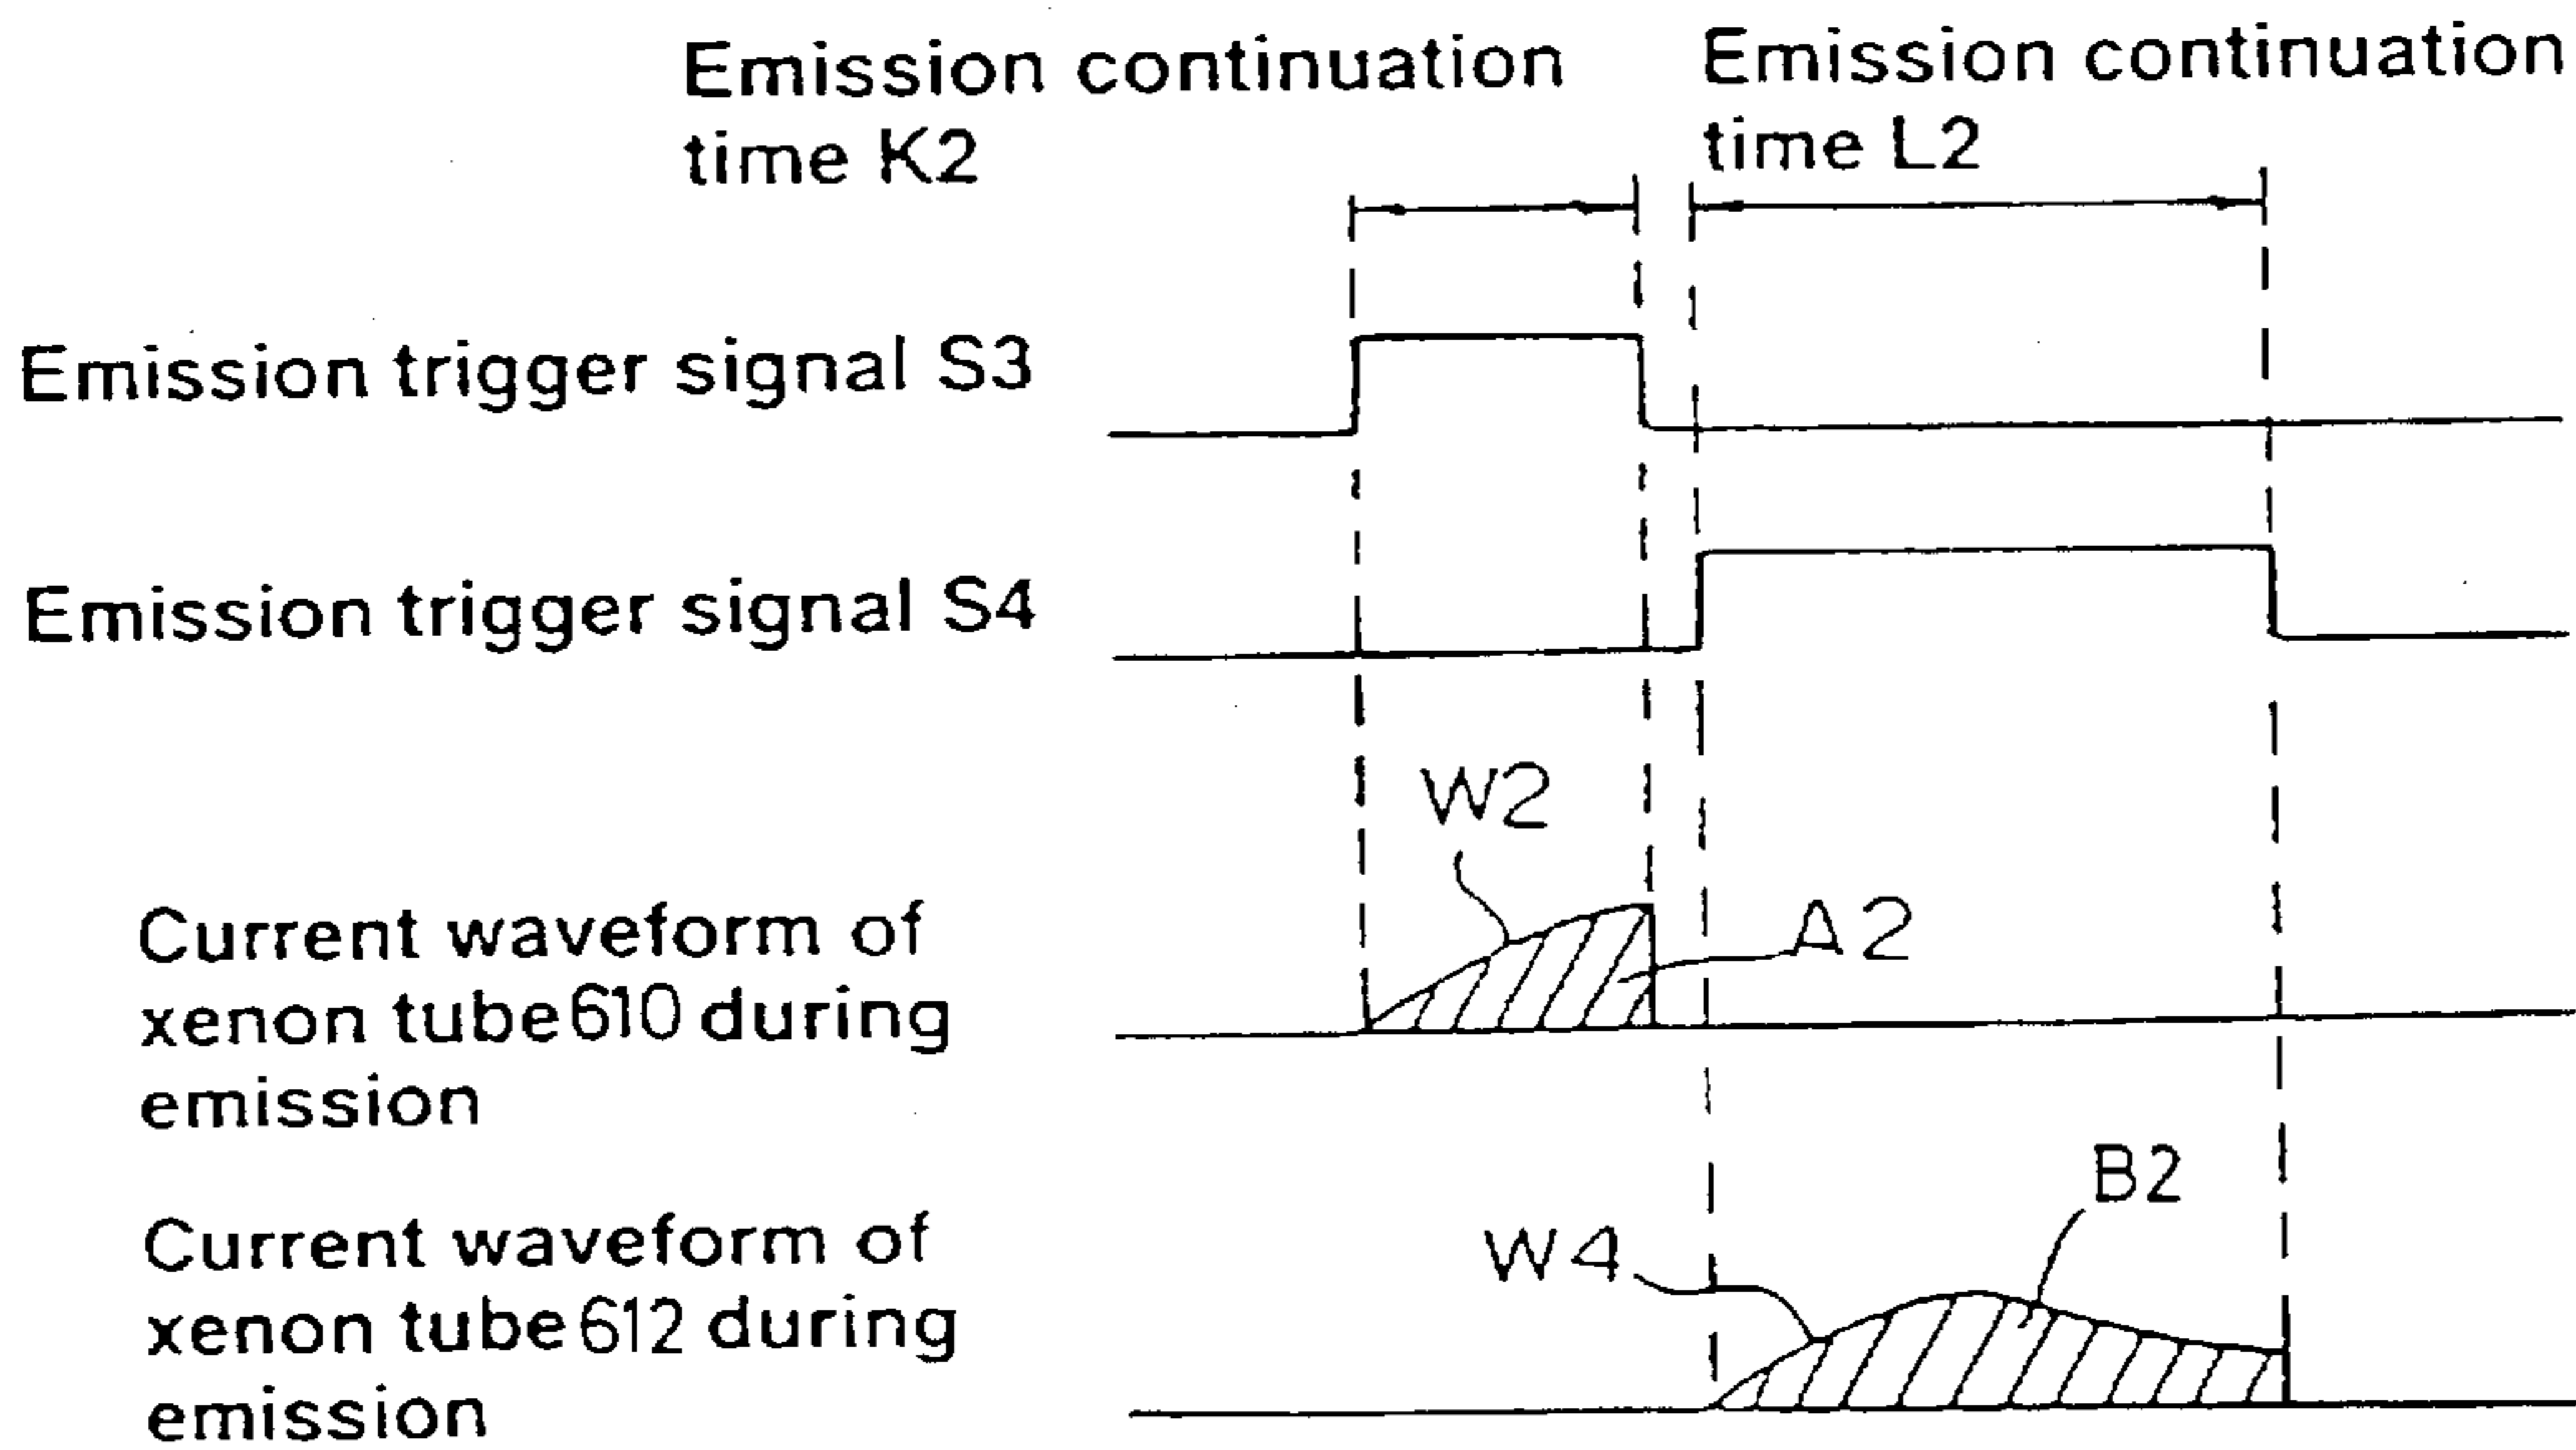 Emission continuation
time K2
Emission continuation
time L2
Emission trigger signal S3
Emission trigger signal S4
W2
A2
Current waveform of
xenon tube 610 during
emission
B2
W4
Current waveform of
xenon tube 612 during
emission